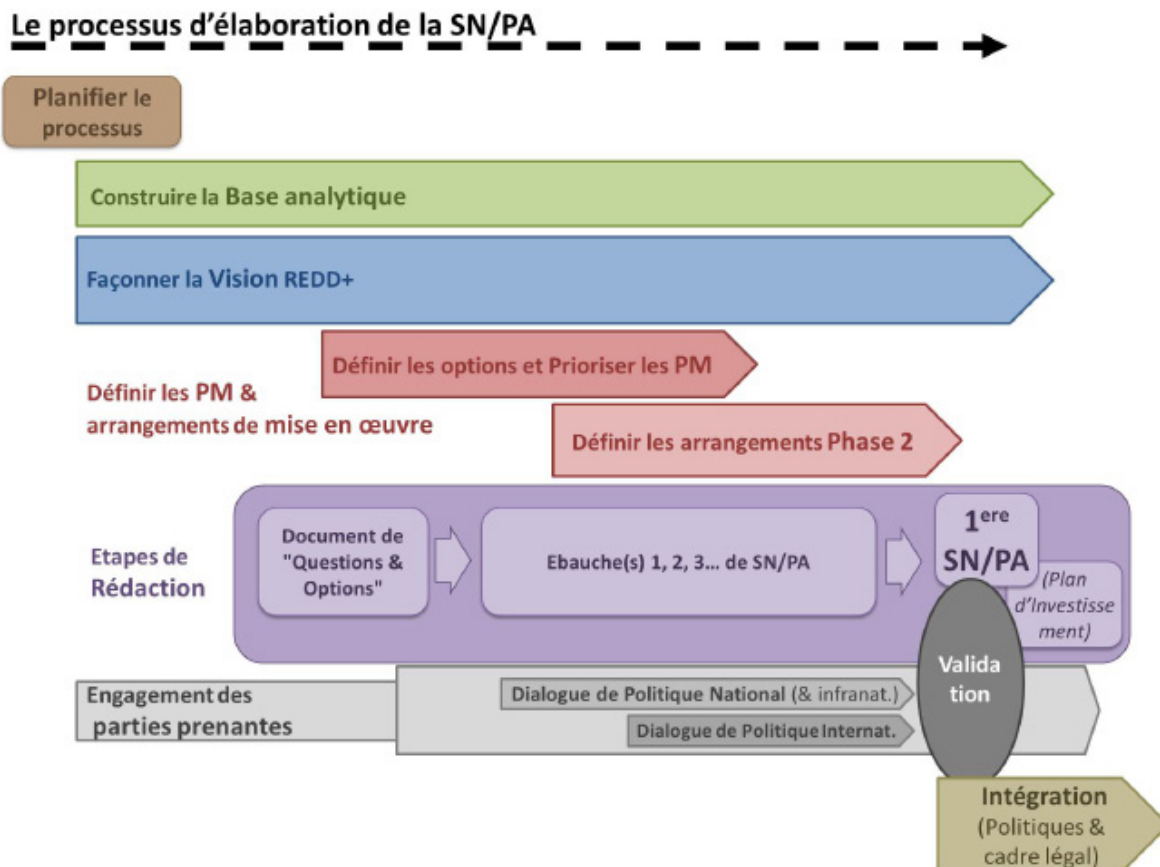 Le processus d'élaboration de la SN/PA
Planifier le
processus
Construire la Base analytique
Façonner la Vision REDD+
Définir les options et Prioriser les PM
Définir les PM &
arrangements de mise en œuvre
Définir les arrangements Phase 2
Etapes de
Rédaction
Document de
"Questions &
Options"
Ebauche(s) 1, 2, 3... de SN/PA
1ere
SN/PA
(Plan
d'Investisse
ment)
Valida
tion
Engagement des
parties prenantes
Dialogue de Politique National (& infranat.)
Dialogue de Politique Internat.
Intégration
(Politiques &
cadre légal)